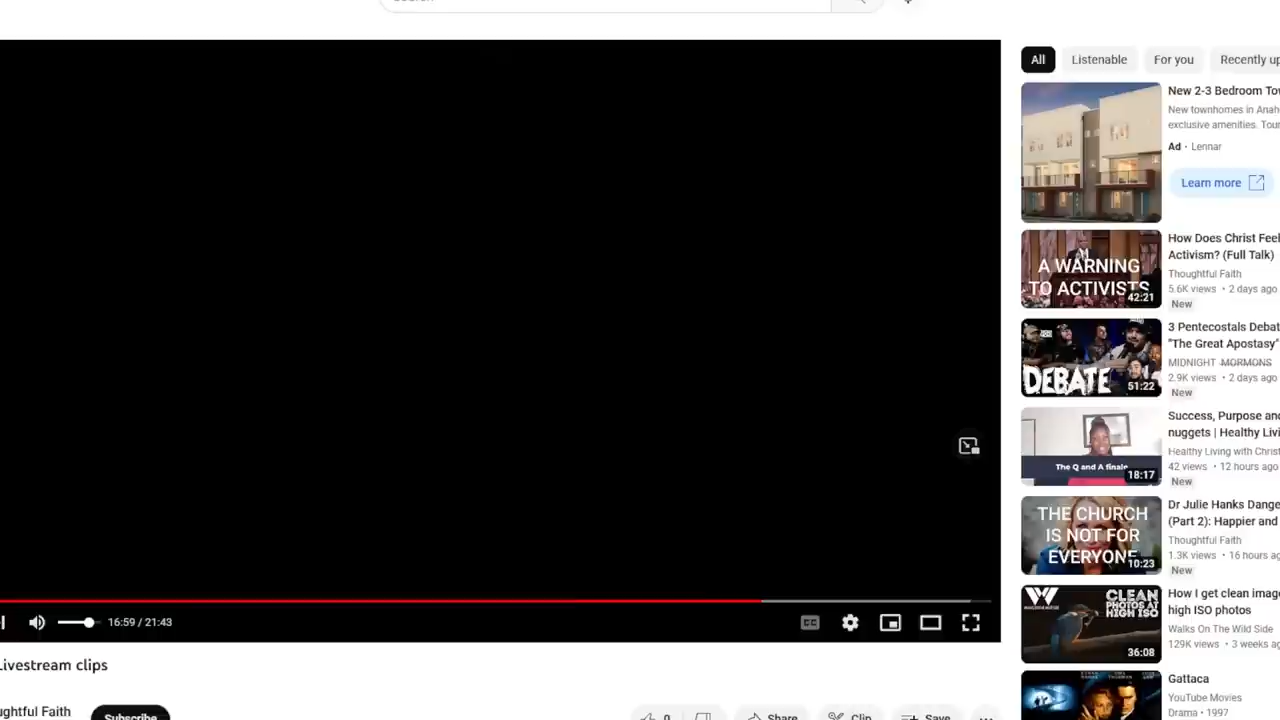 Search
All
Listenable
For you
Recently up
New 2-3 Bedroom Tow
New townhomes in Anah
exclusive amenities. Tour
Ad · Lennar
Learn more
A WARNING
TO ACTIVISTS
42:21
How Does Christ Feel
Activism? (Full Talk)
Thoughtful Faith
5.6K views · 2 days ago
New
DEBATE
51:22
3 Pentecostals Debat
"The Great Apostasy"
MIDNIGHT MORMONS
2.9K views · 2 days ago
New
The Q and A finale
18:17
Success, Purpose and
nuggets | Healthy Livi
Healthy Living with Christ
42 views · 12 hours ago
New
THE CHURCH
IS NOT FOR
EVERYONE
10:23
Dr Julie Hanks Dange
(Part 2): Happier and
Thoughtful Faith
1.3K views · 16 hours ag
New
CLEAN
PHOTOS AT
HIGH ISO
36:08
How I get clean image
high ISO photos
Walks On The Wild Side
129K views · 3 weeks ag
Gattaca
YouTube Movies
Drama · 1997
16:59 / 21:43
CC
Livestream clips
ughtful Faith
Subscribe
0
Share
Clip
Save